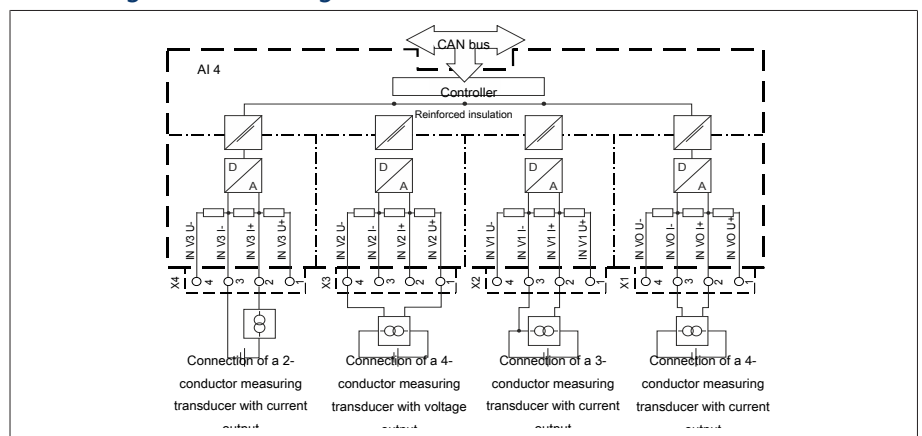 CAN bus
AI 4
Controller
Reinforced insulation
D
A
D
A
D
A
D
A
IN V3 U-
IN V3 I-
IN V3 I+
IN V3 U+
IN V2 U-
IN V2 I-
IN V2 I+
IN V2 U+
IN V1 U-
IN V1 I-
IN V1 I+
IN V1 U+
IN VO U-
IN VO I-
IN VO I+
IN VO U+
X4
4
3
2
1
X3
4
3
2
1
X2
4
3
2
1
X1
4
3
2
1
Connection of a 2-
conductor measuring
transducer with current
output
Connection of a 4-
conductor measuring
transducer with voltage
output
Connection of a 3-
conductor measuring
transducer with current
output
Connection of a 4-
conductor measuring
transducer with current
output